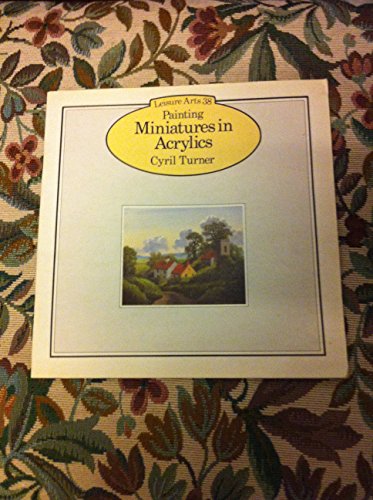 Leisure Arts 38
Painting
Miniatures in
Acrylics
Cyril Turner